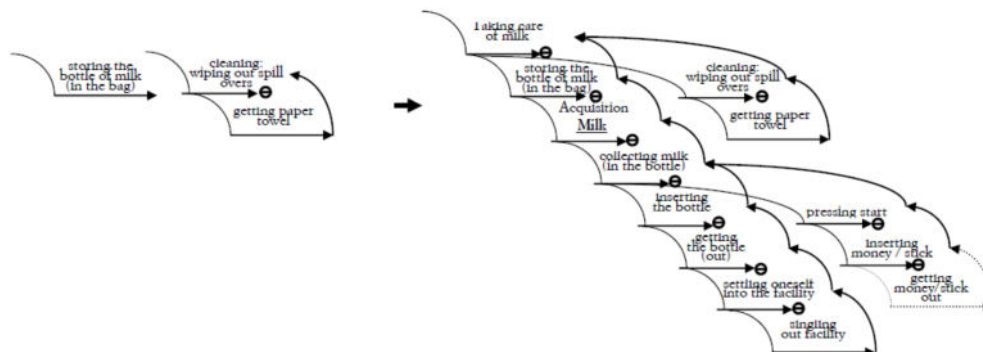 storing the
bottle of milk
(in the bag)
cleaning:
wiping out spill
overs
getting paper
towel
Taking care
of milk
storing the
bottle of milk
(in the bag)
Acquisition
Milk
cleaning:
wiping out spill
overs
getting paper
towel
collecting milk
(in the bottle)
inserting
the bottle
getting
the bottle
(out)
settling oneself
into the facility
singling
out facility
pressing start
inserting
money / stick
getting
money/stick
out